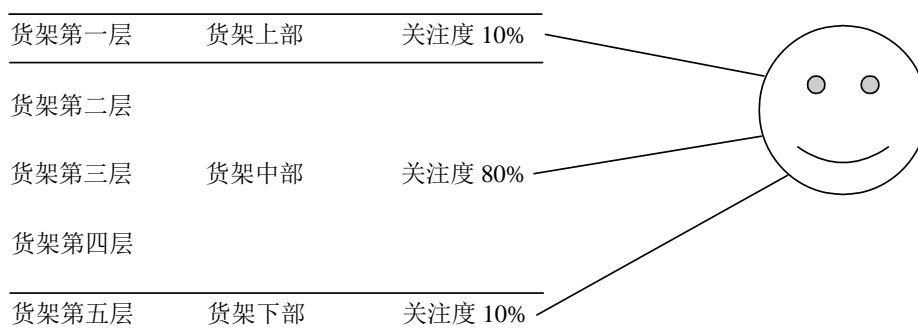 货架第一层 货架上部 关注度 10%
货架第二层
货架第三层 货架中部 关注度 80%
货架第四层
货架第五层 货架下部 关注度 10%